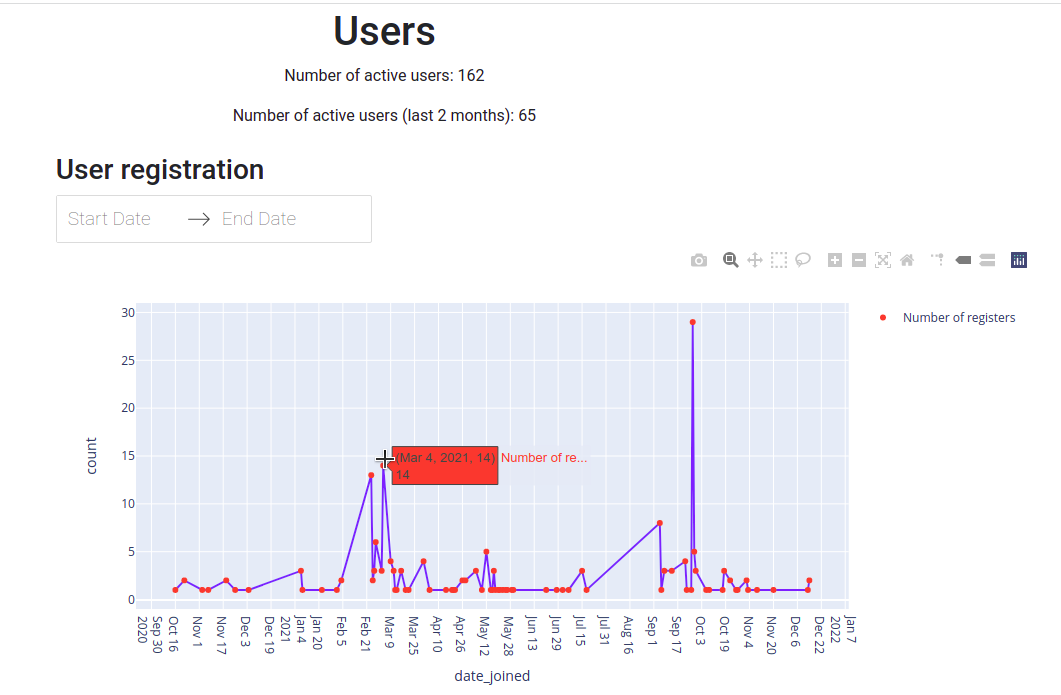 Users
Number of active users: 162
Number of active users (last 2 months): 65
User registration
Start Date → End Date
Number of registers
30
25
20
15
10
5
0
count
(Mar 4, 2021, 14)
14
Number of re...
Sep 30
2020
Oct 16
Nov 1
Nov 17
Dec 3
Dec 19
Jan 4
2021
Jan 20
Feb 5
Feb 21
Mar 9
Mar 25
Apr 10
Apr 26
May 12
May 28
Jun 13
Jun 29
Jul 15
Jul 31
Aug 16
Sep 1
Sep 17
Oct 3
Oct 19
Nov 4
Nov 20
Dec 6
Dec 22
Jan 7
2022
date_joined